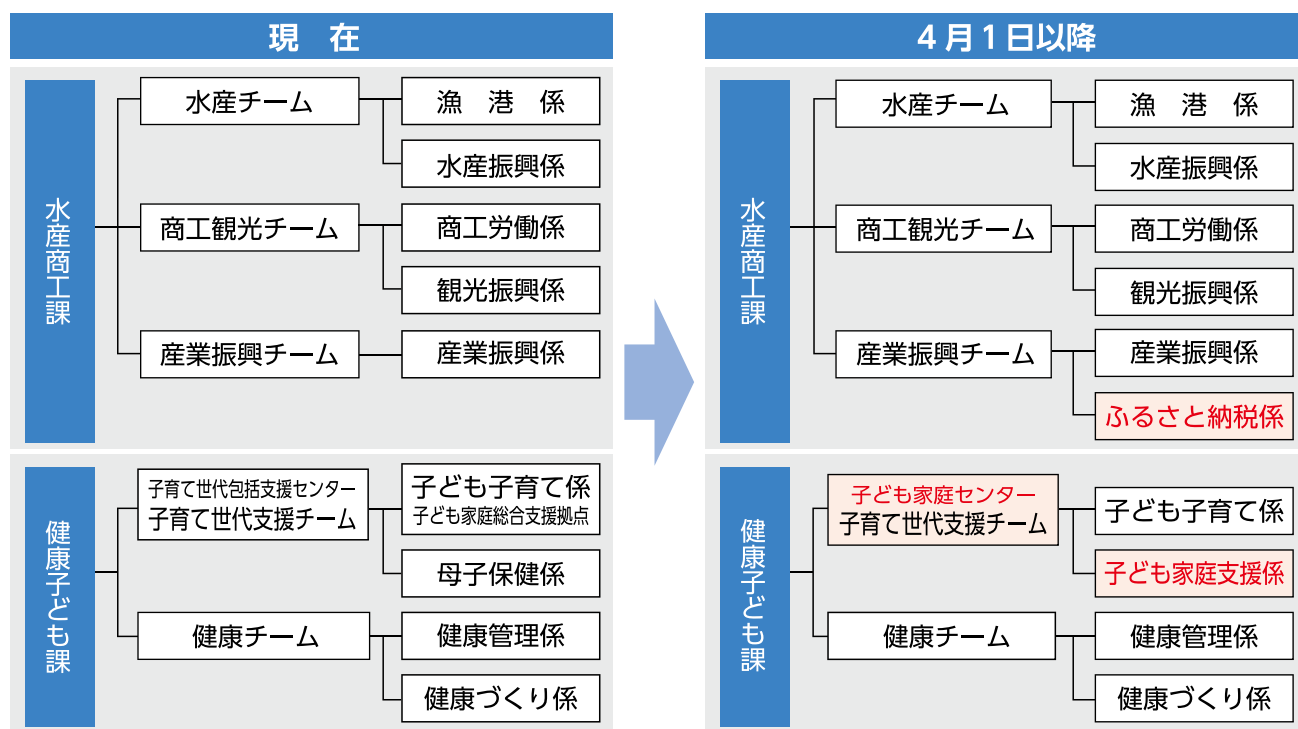 現 在
水産商工課
水産チーム
漁 港 係
水産振興係
商工観光チーム
商工労働係
観光振興係
産業振興チーム
産業振興係
健康子ども課
子育て世代包括支援センター
子育て世代支援チーム
子ども子育て係
子ども家庭総合支援拠点
母子保健係
健康チーム
健康管理係
健康づくり係
4月1日以降
水産商工課
水産チーム
漁 港 係
水産振興係
商工観光チーム
商工労働係
観光振興係
産業振興チーム
産業振興係
ふるさと納税係
健康子ども課
子ども家庭センター
子育て世代支援チーム
子ども子育て係
子ども家庭支援係
健康チーム
健康管理係
健康づくり係